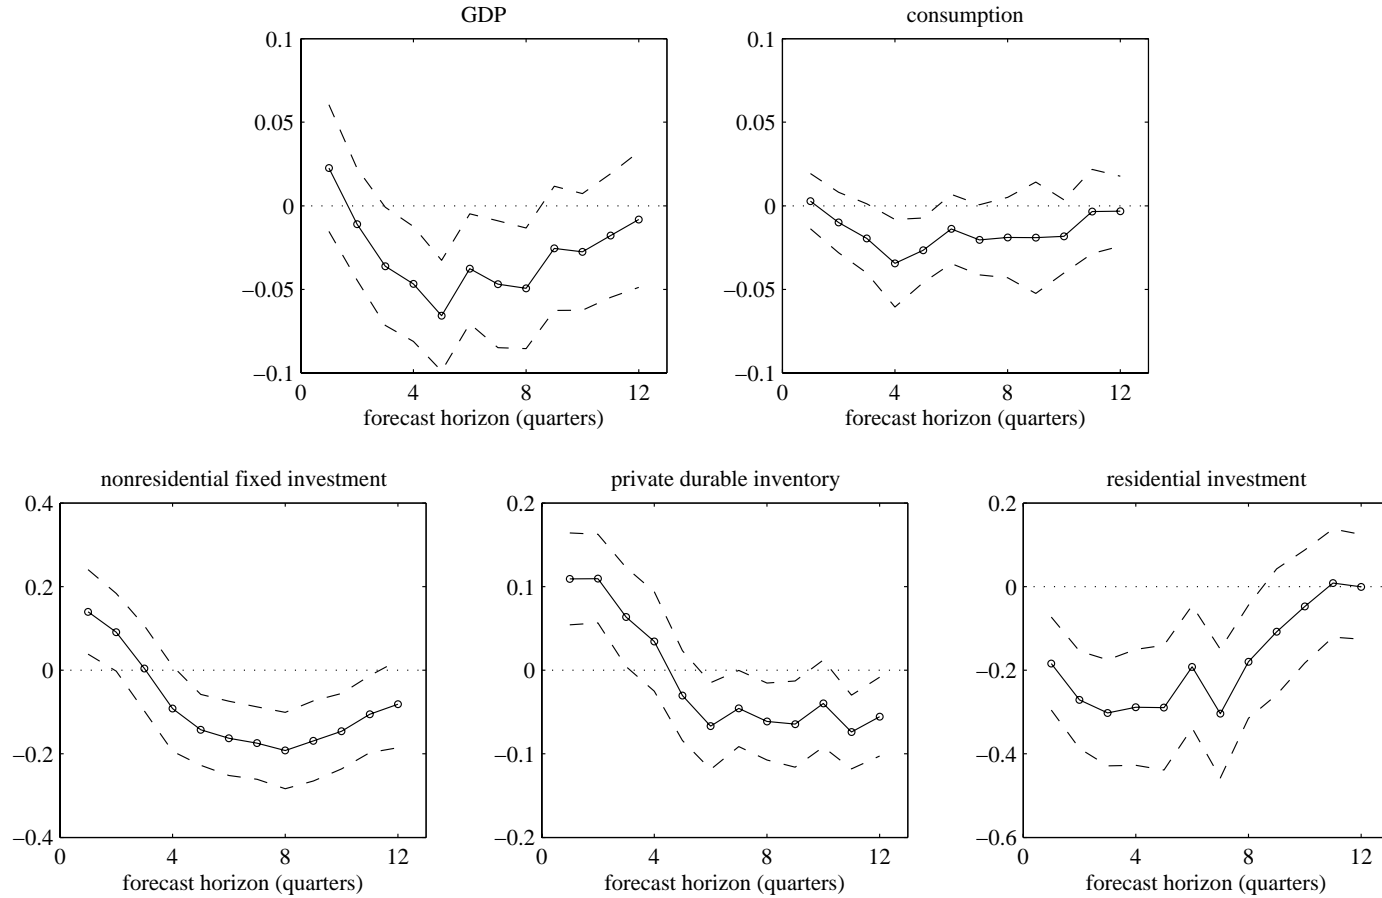 GDP
0.1
0.05
0
−0.05
−0.1
0 4 8 12
forecast horizon (quarters)
consumption
0.1
0.05
0
−0.05
−0.1
0 4 8 12
forecast horizon (quarters)
nonresidential fixed investment
0.4
0.2
0
−0.2
−0.4
0 4 8 12
forecast horizon (quarters)
private durable inventory
0.2
0.1
0
−0.1
−0.2
0 4 8 12
forecast horizon (quarters)
residential investment
0.2
0
−0.2
−0.4
−0.6
0 4 8 12
forecast horizon (quarters)